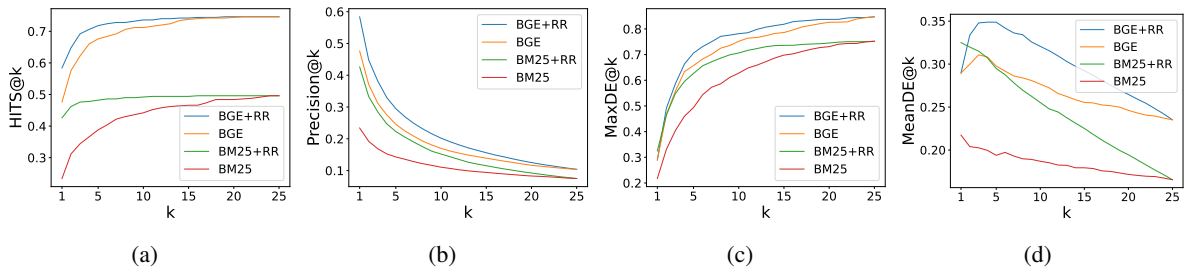 HITS@k
0.7
0.6
0.5
0.4
0.3
1 5 10 15 20 25
k
BGE+RR
BGE
BM25+RR
BM25
(a)
Precision@k
0.6
0.5
0.4
0.3
0.2
0.1
1 5 10 15 20 25
k
BGE+RR
BGE
BM25+RR
BM25
(b)
MaxDE@k
0.8
0.7
0.6
0.5
0.4
0.3
0.2
1 5 10 15 20 25
k
BGE+RR
BGE
BM25+RR
BM25
(c)
MeanDE@k
0.35
0.30
0.25
0.20
1 5 10 15 20 25
k
BGE+RR
BGE
BM25+RR
BM25
(d)